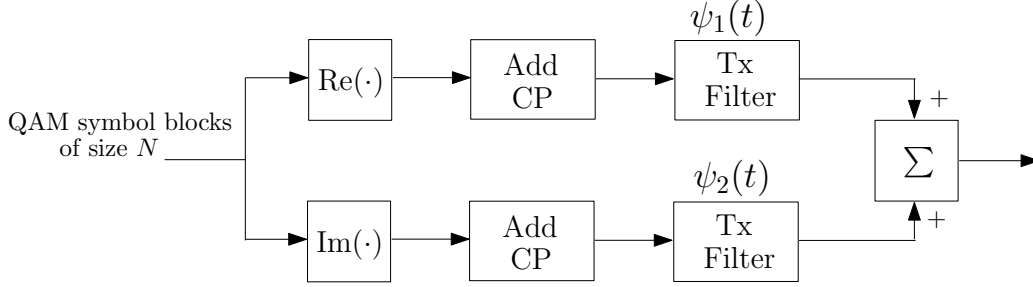 ψ₁(t)
Re(·)
Add
CP
Tx
Filter
+
QAM symbol blocks
of size N
∑
ψ₂(t)
Im(·)
Add
CP
Tx
Filter
+